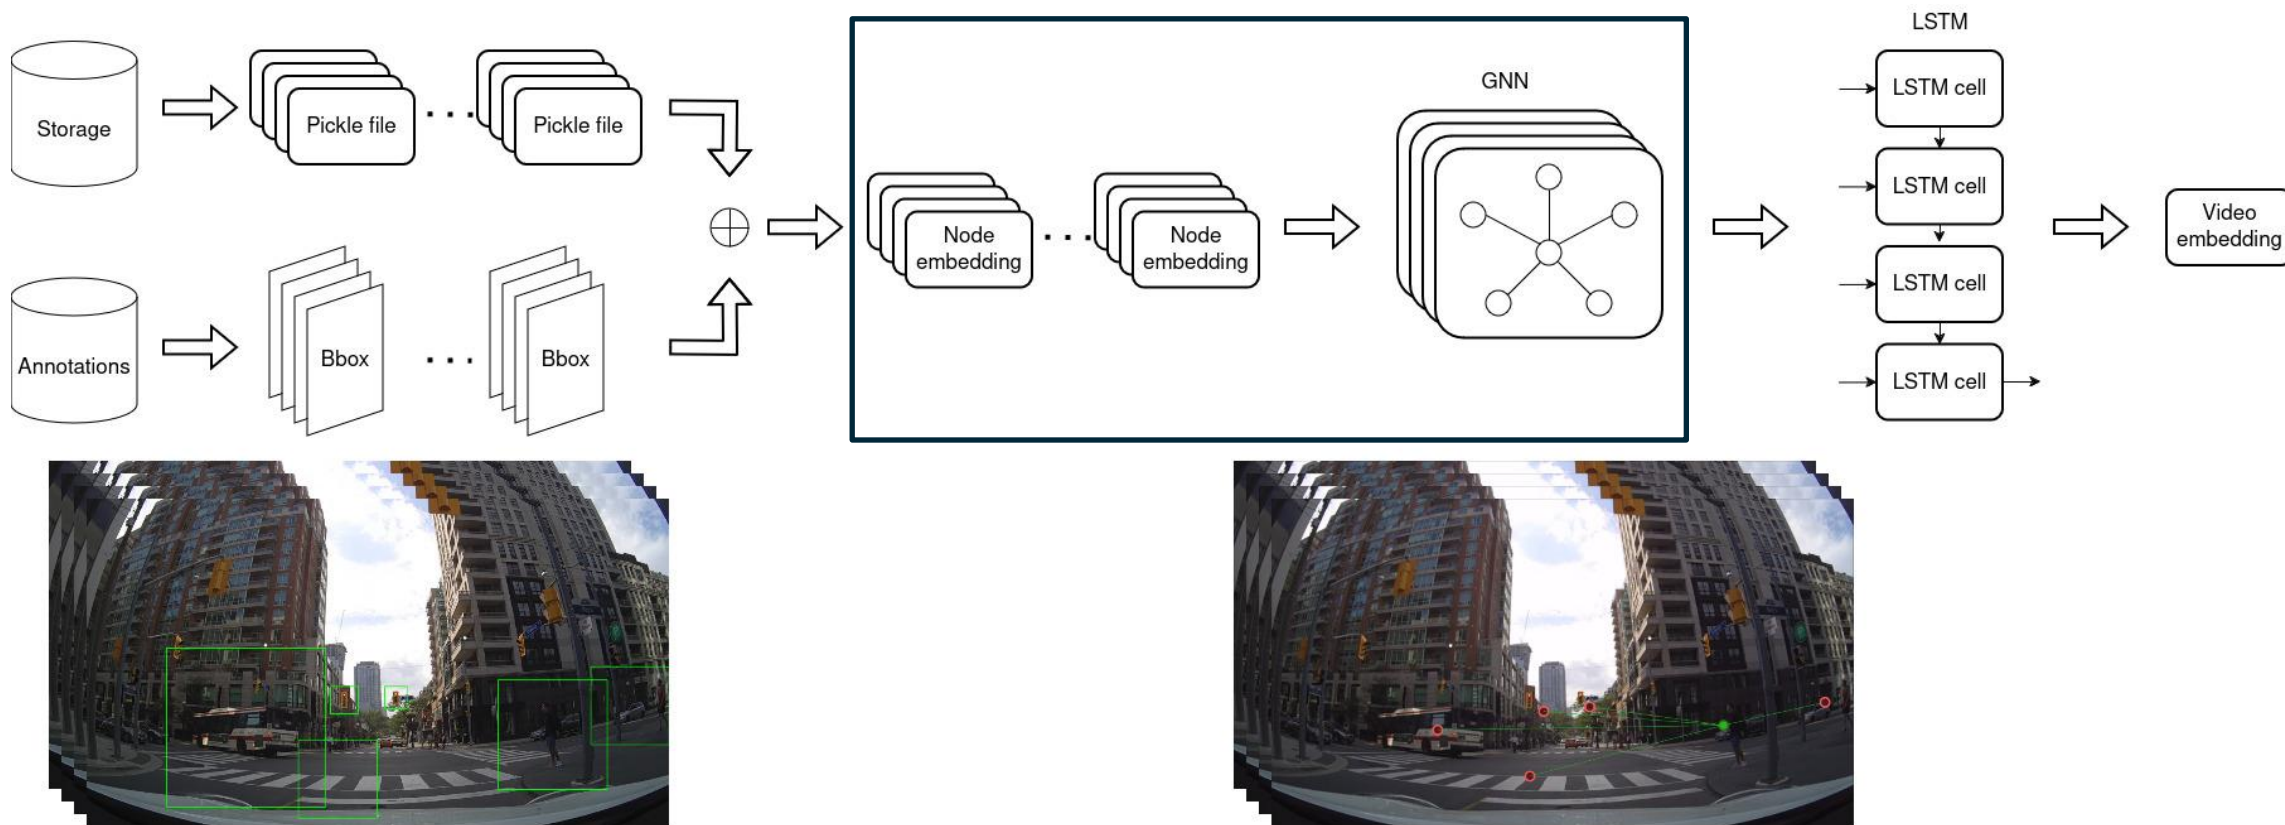 LSTM
GNN
Storage
Pickle file
Pickle file
LSTM cell
LSTM cell
LSTM cell
LSTM cell
Node
embedding
Node
embedding
Video
embedding
Annotations
Bbox
Bbox